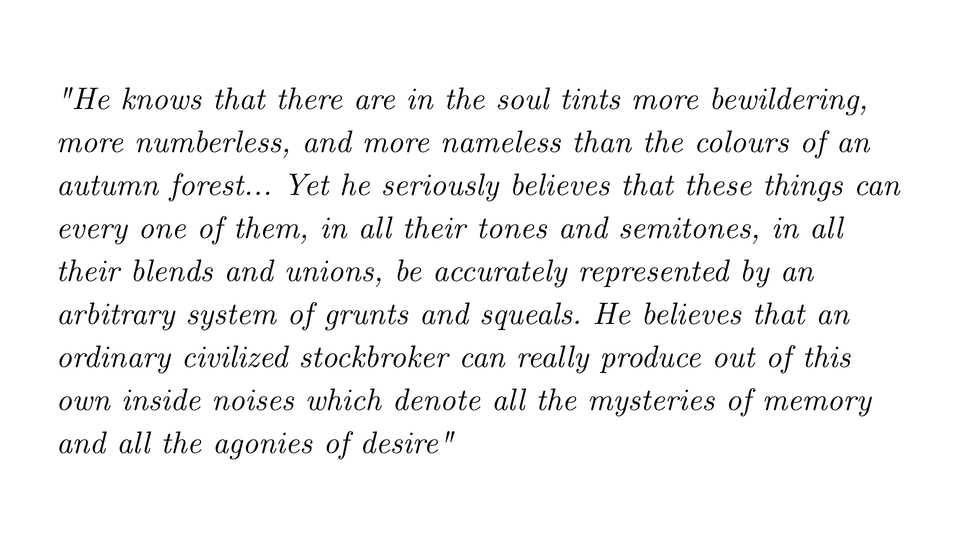 "He knows that there are in the soul tints more bewildering,
more numberless, and more nameless than the colours of an
autumn forest... Yet he seriously believes that these things can
every one of them, in all their tones and semitones, in all
their blends and unions, be accurately represented by an
arbitrary system of grunts and squeals. He believes that an
ordinary civilized stockbroker can really produce out of this
own inside noises which denote all the mysteries of memory
and all the agonies of desire"